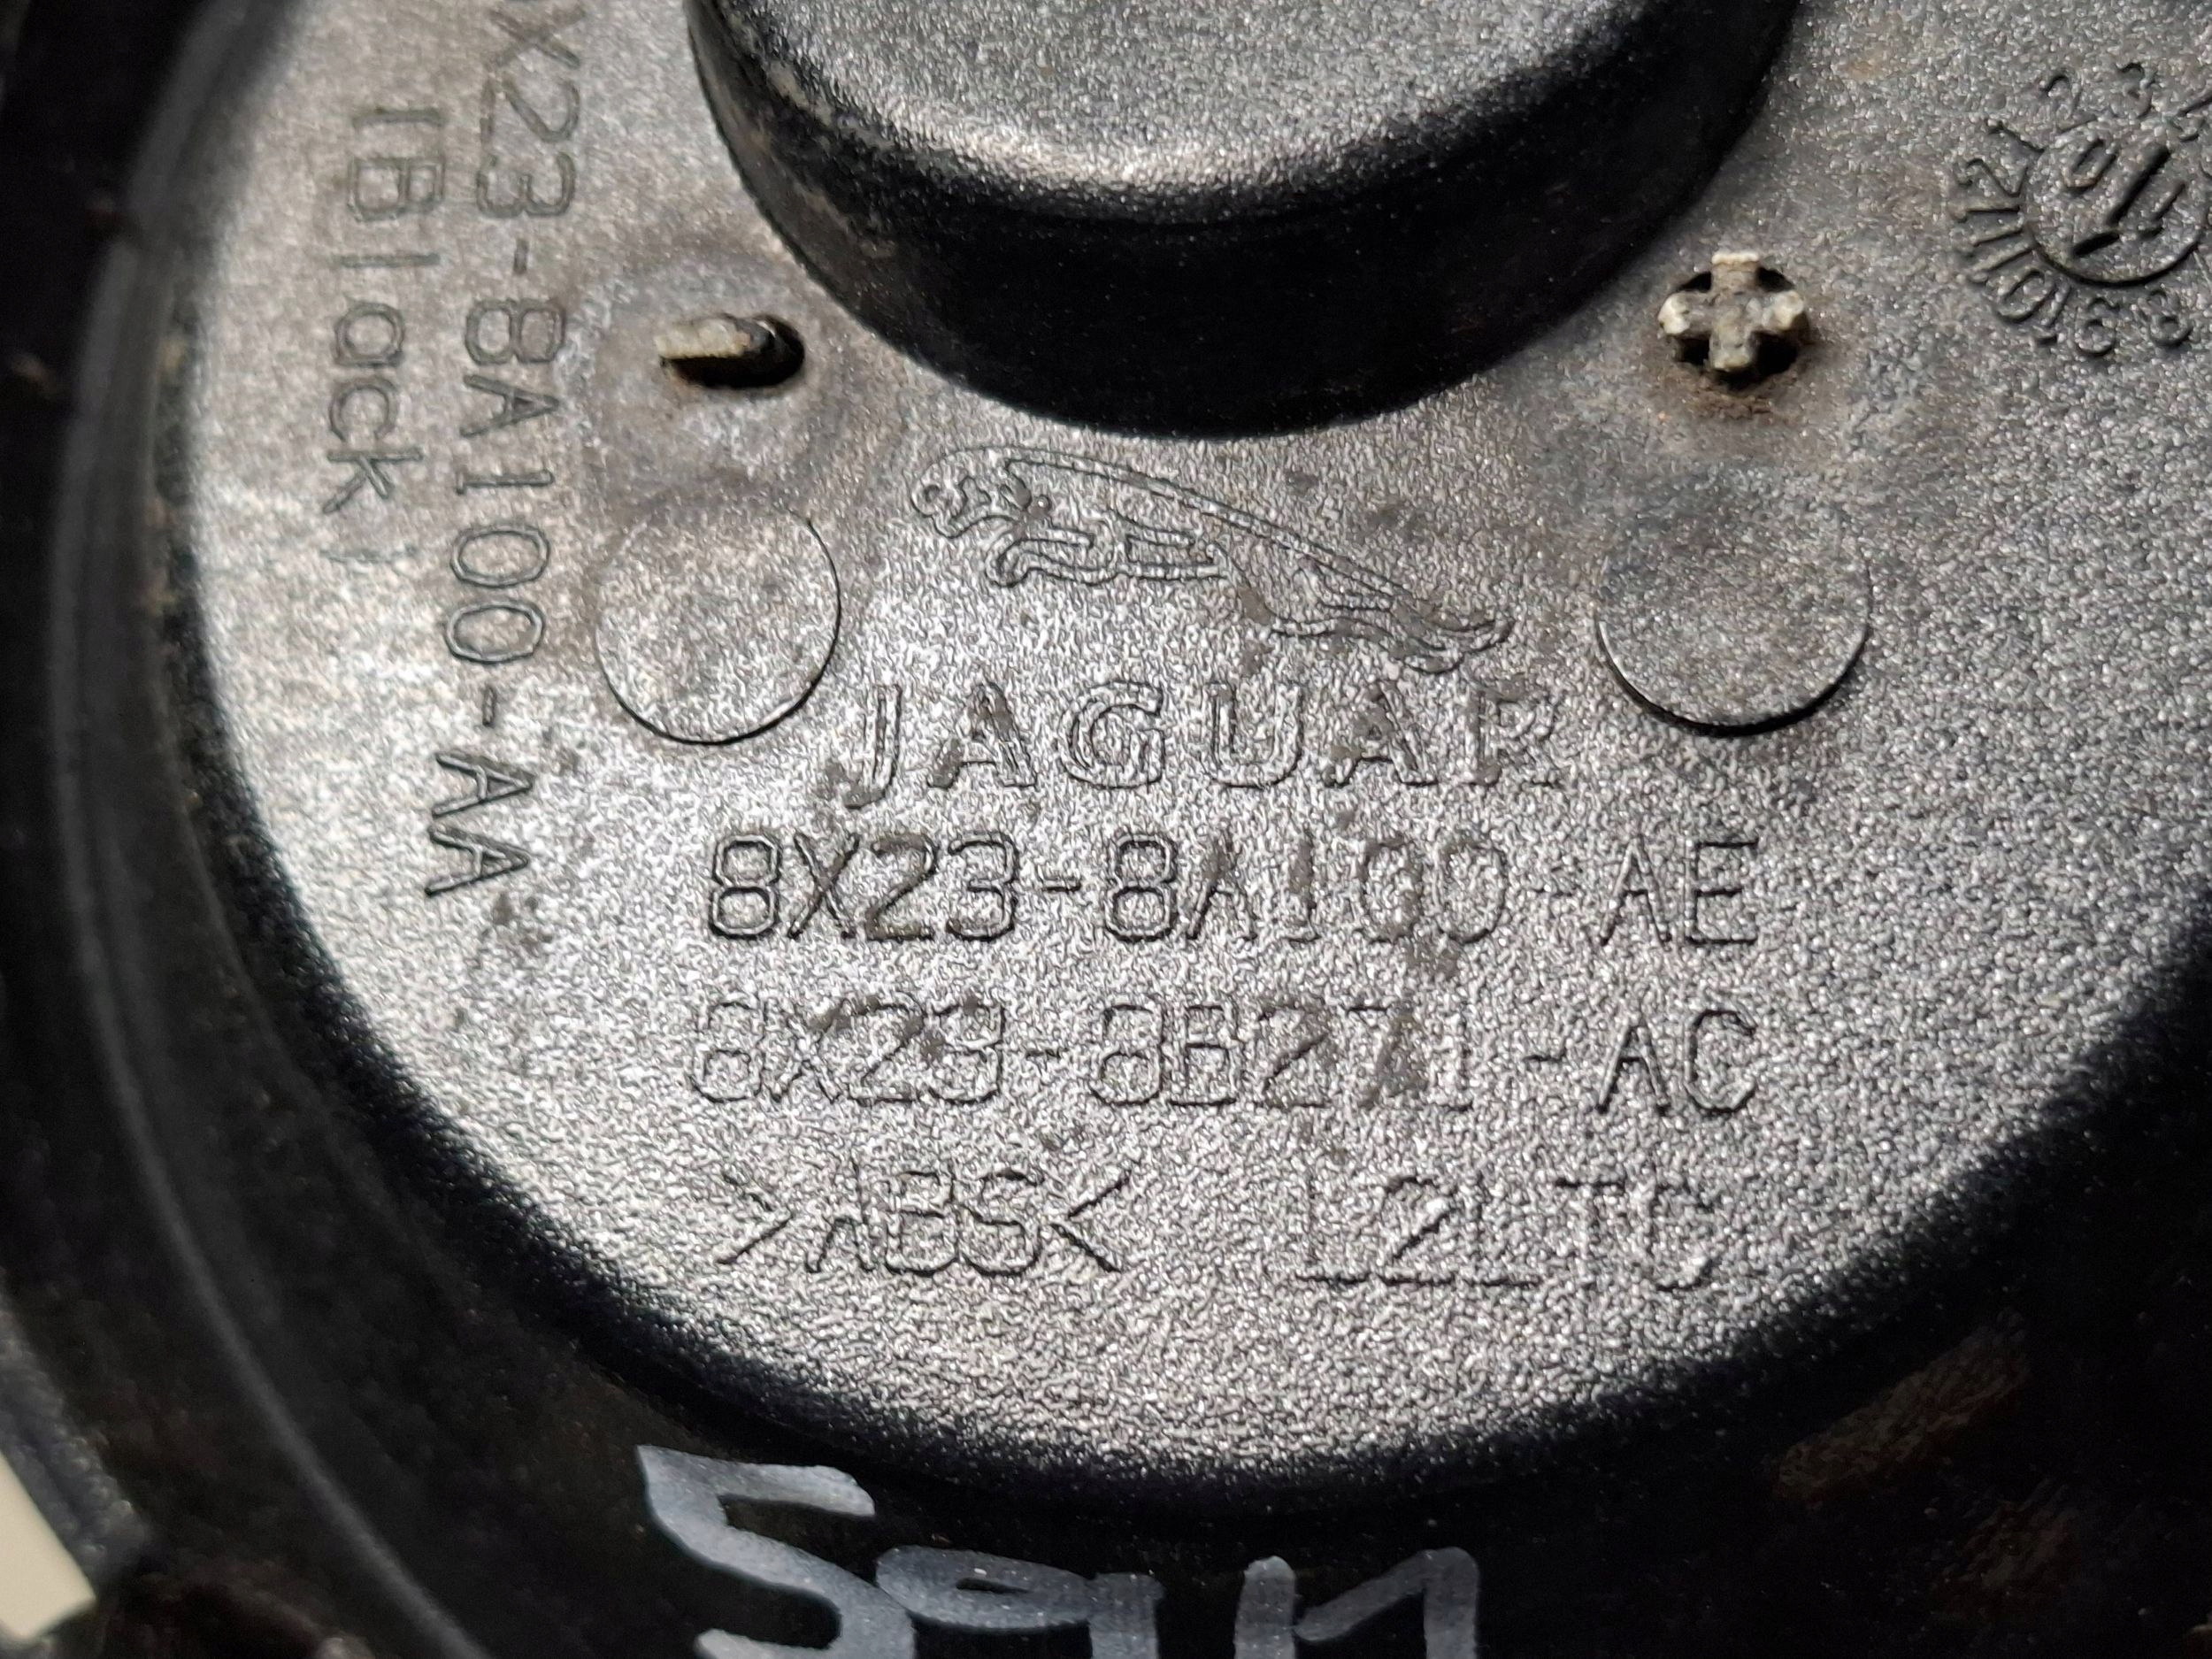 JAGUAR
8X23-8A100-AE
8X23-8B271-AC
>ABS< L2LTC
X23-8A100-AA
(Black)